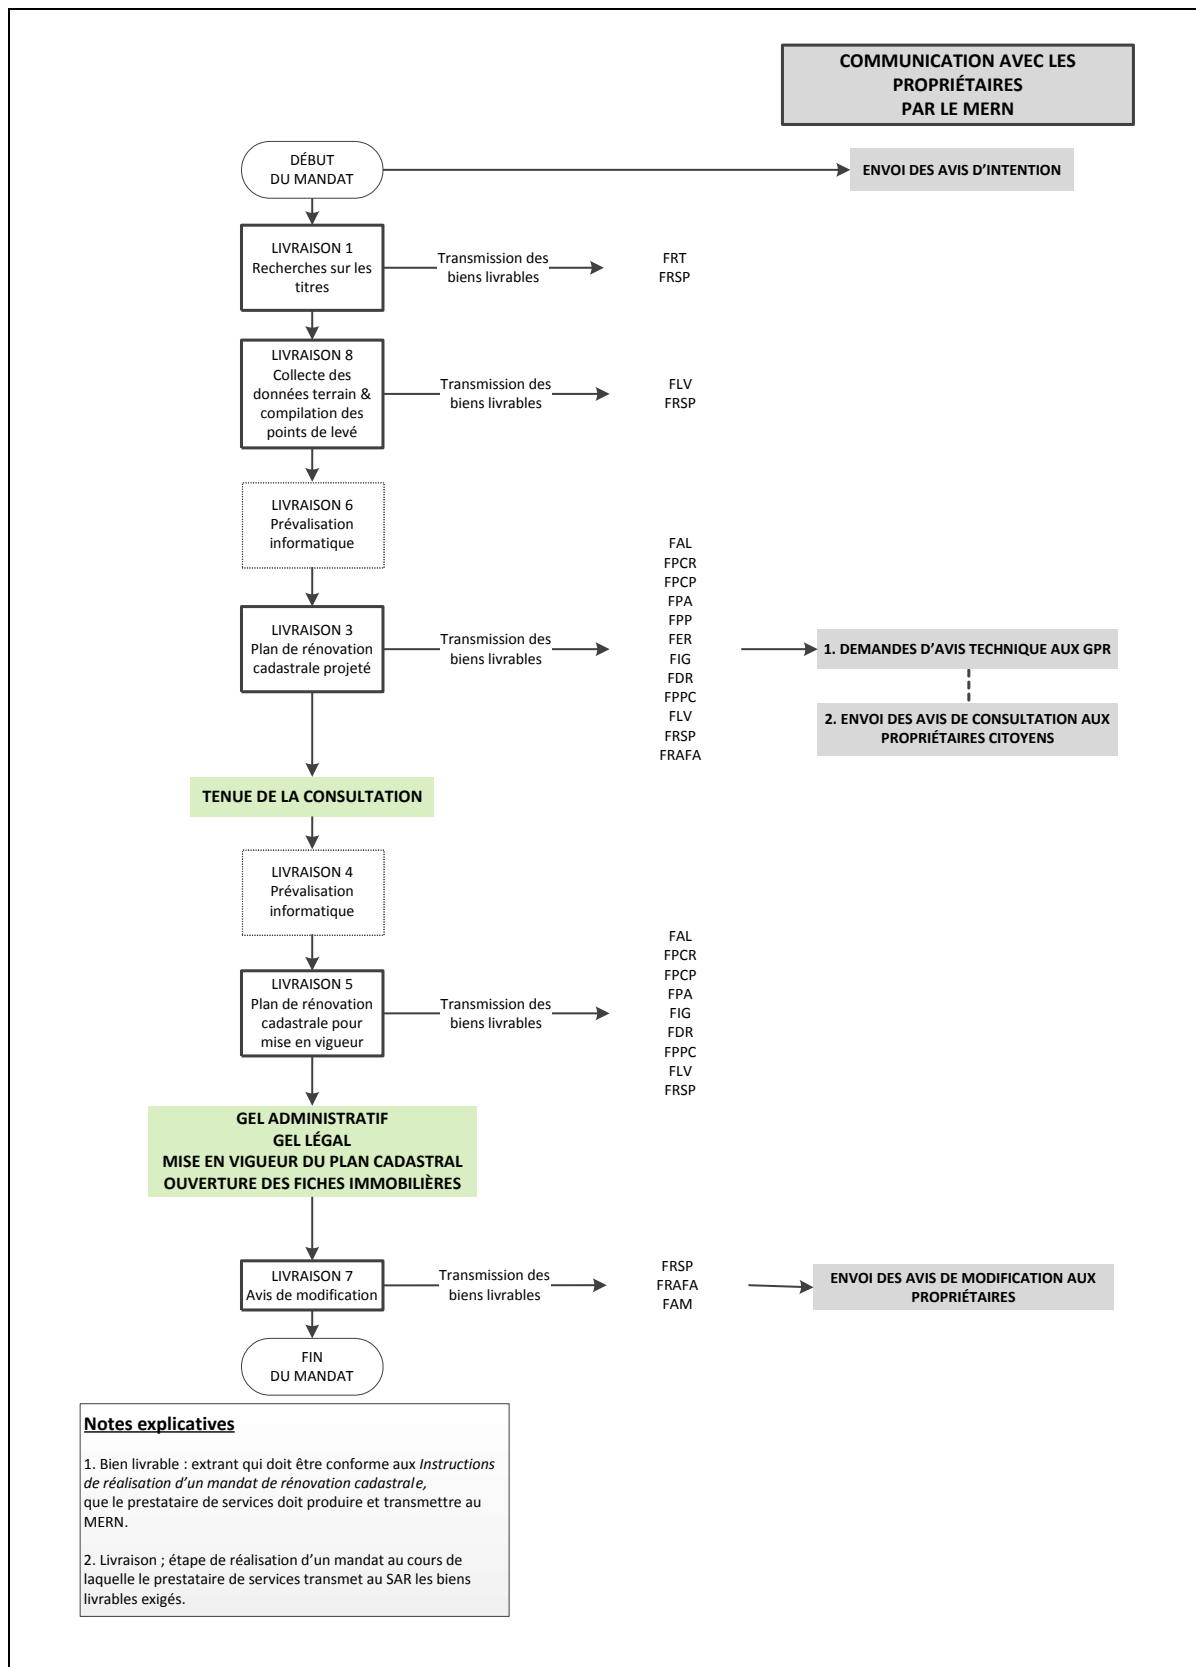 COMMUNICATION AVEC LES
PROPRIÉTAIRES
PAR LE MERN
DÉBUT
DU MANDAT
ENVOI DES AVIS D’INTENTION
LIVRAISON 1
Recherches sur les
titres
Transmission des
biens livrables
FRT
FRSP
LIVRAISON 8
Collecte des
données terrain &
compilation des
points de levé
Transmission des
biens livrables
FLV
FRSP
LIVRAISON 6
Prévalisation
informatique
LIVRAISON 3
Plan de rénovation
cadastrale projeté
Transmission des
biens livrables
FAL
FPCR
FPCP
FPA
FPP
FER
FIG
FDR
FPPC
FLV
FRSP
FRAFA
1. DEMANDES D’AVIS TECHNIQUE AUX GPR
2. ENVOI DES AVIS DE CONSULTATION AUX
PROPRIÉTAIRES CITOYENS
TENUE DE LA CONSULTATION
LIVRAISON 4
Prévalisation
informatique
LIVRAISON 5
Plan de rénovation
cadastrale pour
mise en vigueur
Transmission des
biens livrables
FAL
FPCR
FPCP
FPA
FIG
FDR
FPPC
FLV
FRSP
GEL ADMINISTRATIF
GEL LÉGAL
MISE EN VIGUEUR DU PLAN CADASTRAL
OUVERTURE DES FICHES IMMOBILIÈRES
LIVRAISON 7
Avis de modification
Transmission des
biens livrables
FRSP
FRAFA
FAM
ENVOI DES AVIS DE MODIFICATION AUX
PROPRIÉTAIRES
FIN
DU MANDAT
Notes explicatives
1. Bien livrable : extrant qui doit être conforme aux Instructions
de réalisation d’un mandat de rénovation cadastrale,
que le prestataire de services doit produire et transmettre au
MERN.
2. Livraison ; étape de réalisation d’un mandat au cours de
laquelle le prestataire de services transmet au SAR les biens
livrables exigés.